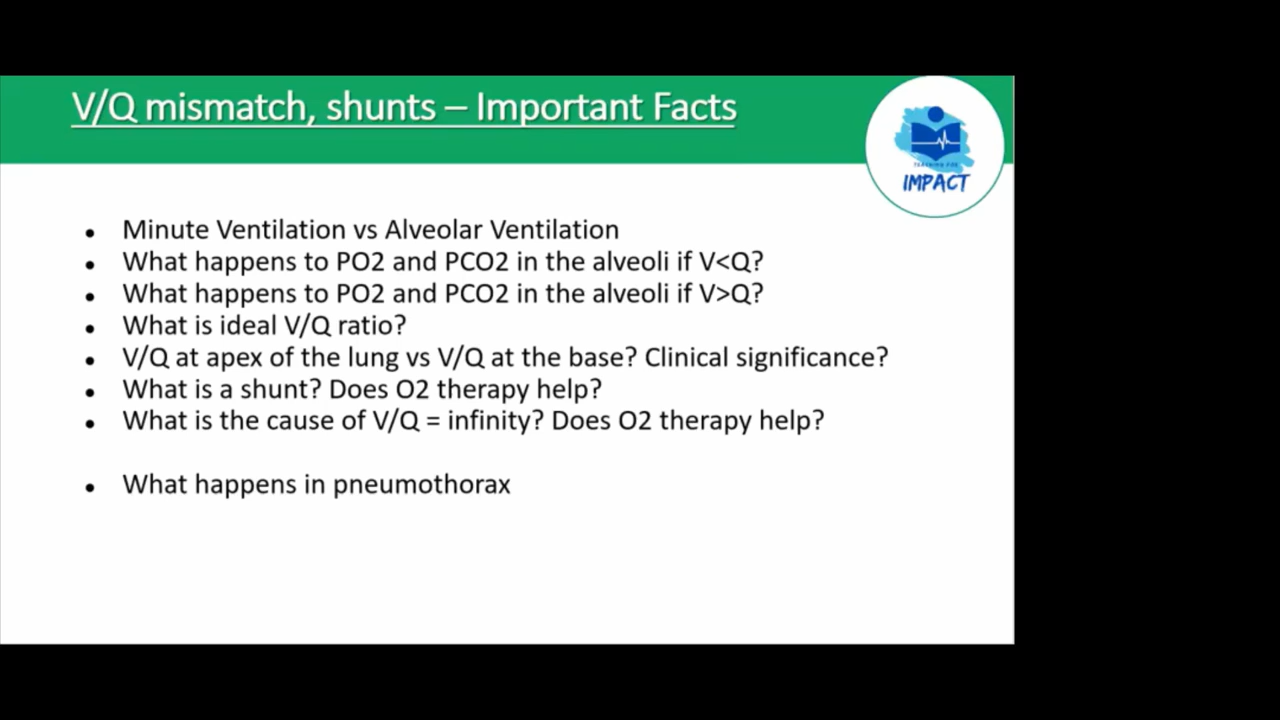 V/Q mismatch, shunts – Important Facts
TEACHING FOR
IMPACT
• Minute Ventilation vs Alveolar Ventilation
• What happens to PO2 and PCO2 in the alveoli if V<Q?
• What happens to PO2 and PCO2 in the alveoli if V>Q?
• What is ideal V/Q ratio?
• V/Q at apex of the lung vs V/Q at the base? Clinical significance?
• What is a shunt? Does O2 therapy help?
• What is the cause of V/Q = infinity? Does O2 therapy help?
• What happens in pneumothorax